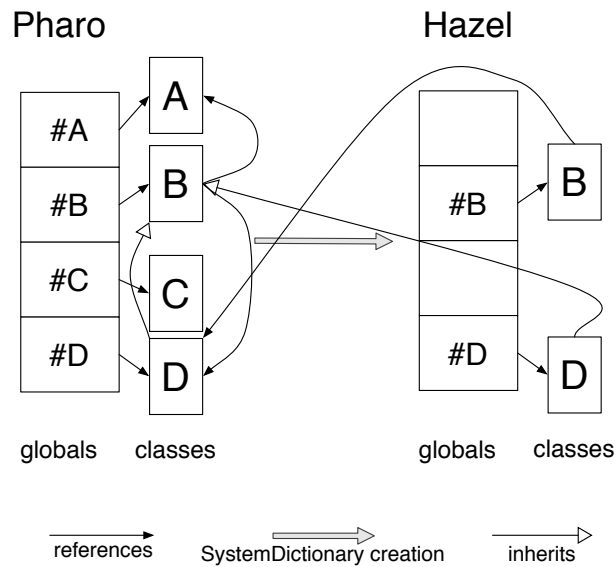 Pharo Hazel
A
#A
B
B
#B
#B
C
#C
D
D
#D
#D
globals classes globals classes
references SystemDictionary creation inherits